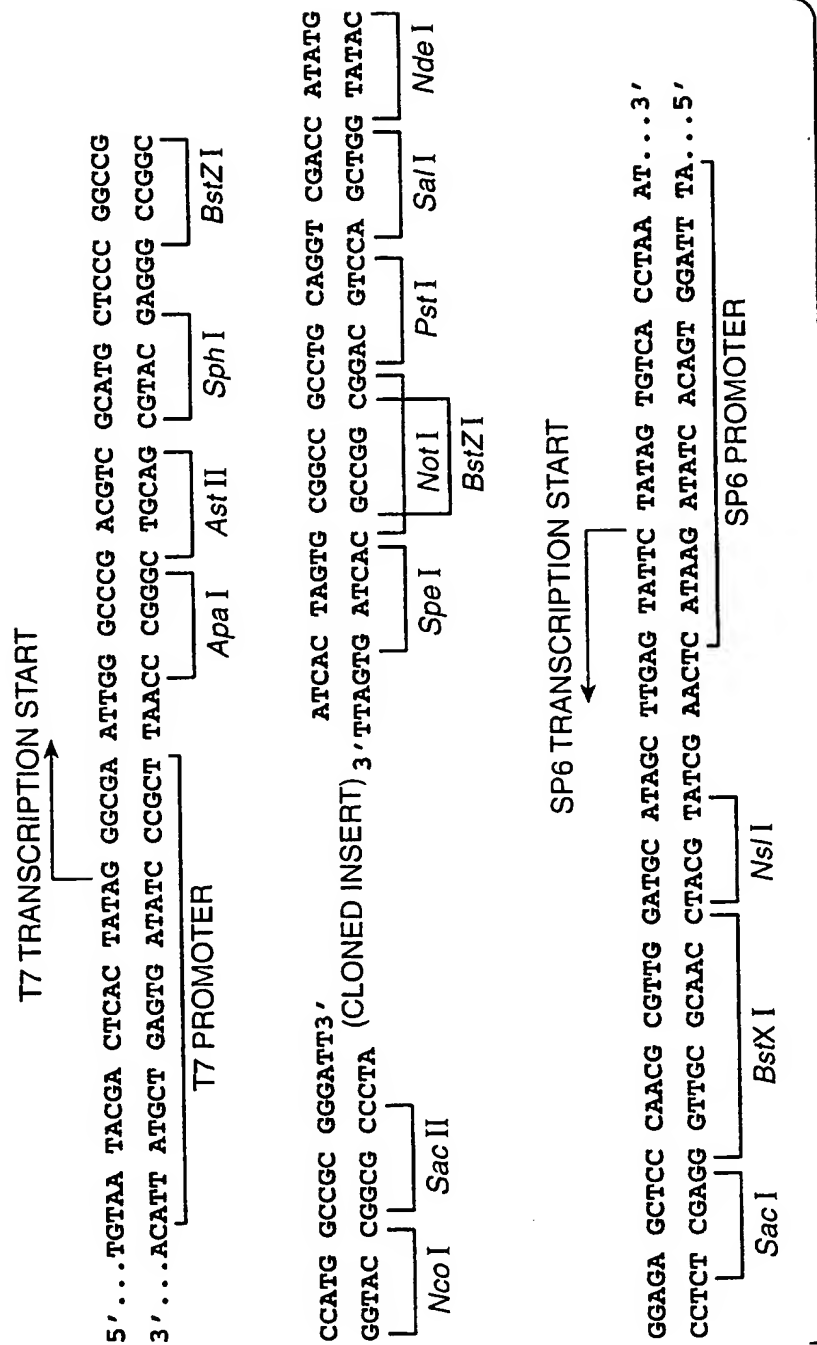 T7 TRANSCRIPTION START
5'....TGTAA TACGA CTCAC TATAG GGCGA ATTGG GCCCG ACGTC GCATG CTCCC GGCCG
3'....ACATT ATGCT GAGTG ATATC CCGCT TAACC CGGGC TGCAG CGTAC GAGGG CCGGC
T7 PROMOTER Apa I Ast II Sph I BstZ I
CCATG GCCGC GGGATT3' ATCAC TAGTG CGGCC GCCTG CAGGT CGACC ATATG
GGTAC CGGCG CCCTA (CLONED INSERT) 3'TTAGTG ATCAC GCCGG CGGAC GTCCA GCTGG TATAC
Nco I Sac II Spe I Not I Pst I Sal I Nde I
BstZ I
SP6 TRANSCRIPTION START
GGAGA GCTCC CAACG CGTTG GATGC ATAGC TTGAG TATTC TATAG TGTCA CCTAA AT...3'
CCTCT CGAGG GTTGC GCAAC CTACG TATCG AACTC ATAAG ATATC ACAGT GGATT TA...5'
Sac I BstX I Nsl I SP6 PROMOTER